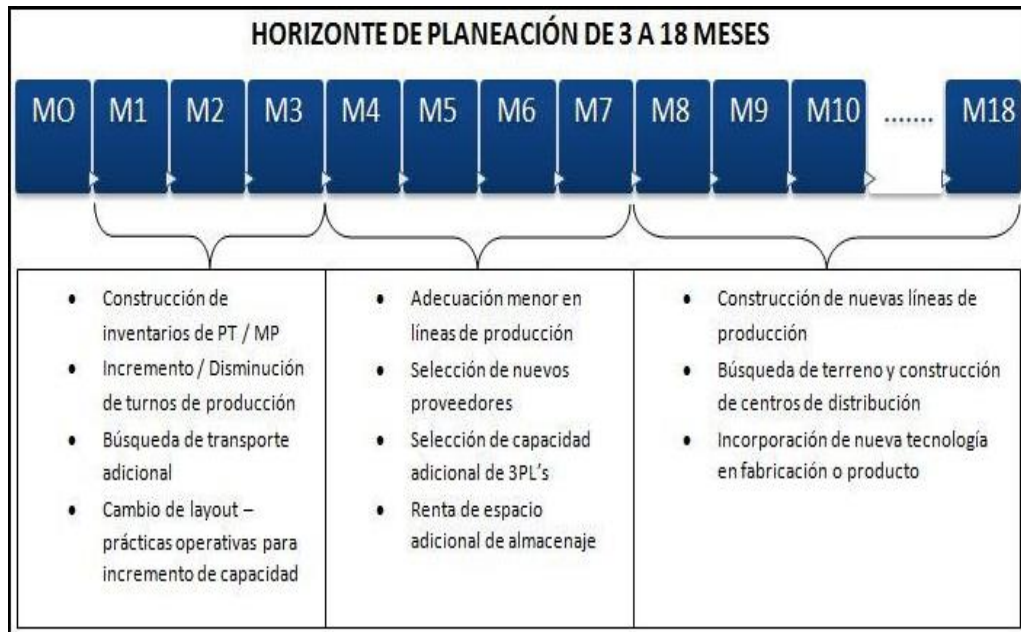 HORIZONTE DE PLANEACIÓN DE 3 A 18 MESES
MO M1 M2 M3 M4 M5 M6 M7 M8 M9 M10 ....... M18
• Construcción de
inventarios de PT / MP
• Incremento / Disminución
de turnos de producción
• Búsqueda de transporte
adicional
• Cambio de layout –
prácticas operativas para
incremento de capacidad
• Adecuación menor en
líneas de producción
• Selección de nuevos
proveedores
• Selección de capacidad
adicional de 3PL's
• Renta de espacio
adicional de almacenaje
• Construcción de nuevas líneas de
producción
• Búsqueda de terreno y construcción
de centros de distribución
• Incorporación de nueva tecnología
en fabricación o producto